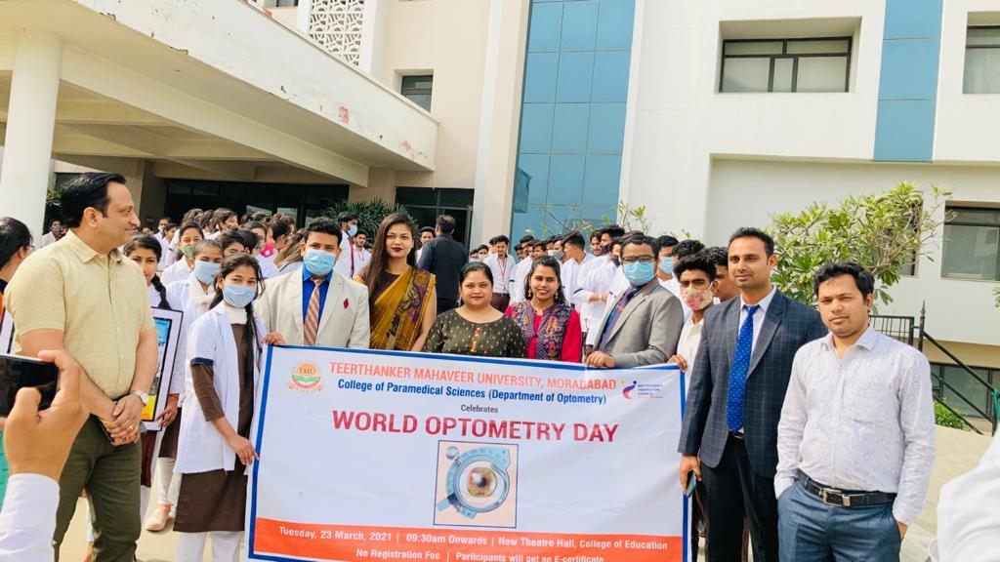 TMU
TEERTHANKER MAHAVEER UNIVERSITY, MORADABAD
College of Paramedical Sciences (Department of Optometry)
INSTITUTION'S INNOVATION COUNCIL
Celebrates
WORLD OPTOMETRY DAY
Tuesday, 23 March, 2021 | 09:30am Onwards | New Theatre Hall, College of Education
No Registration Fee | Participants will get an E-certificate